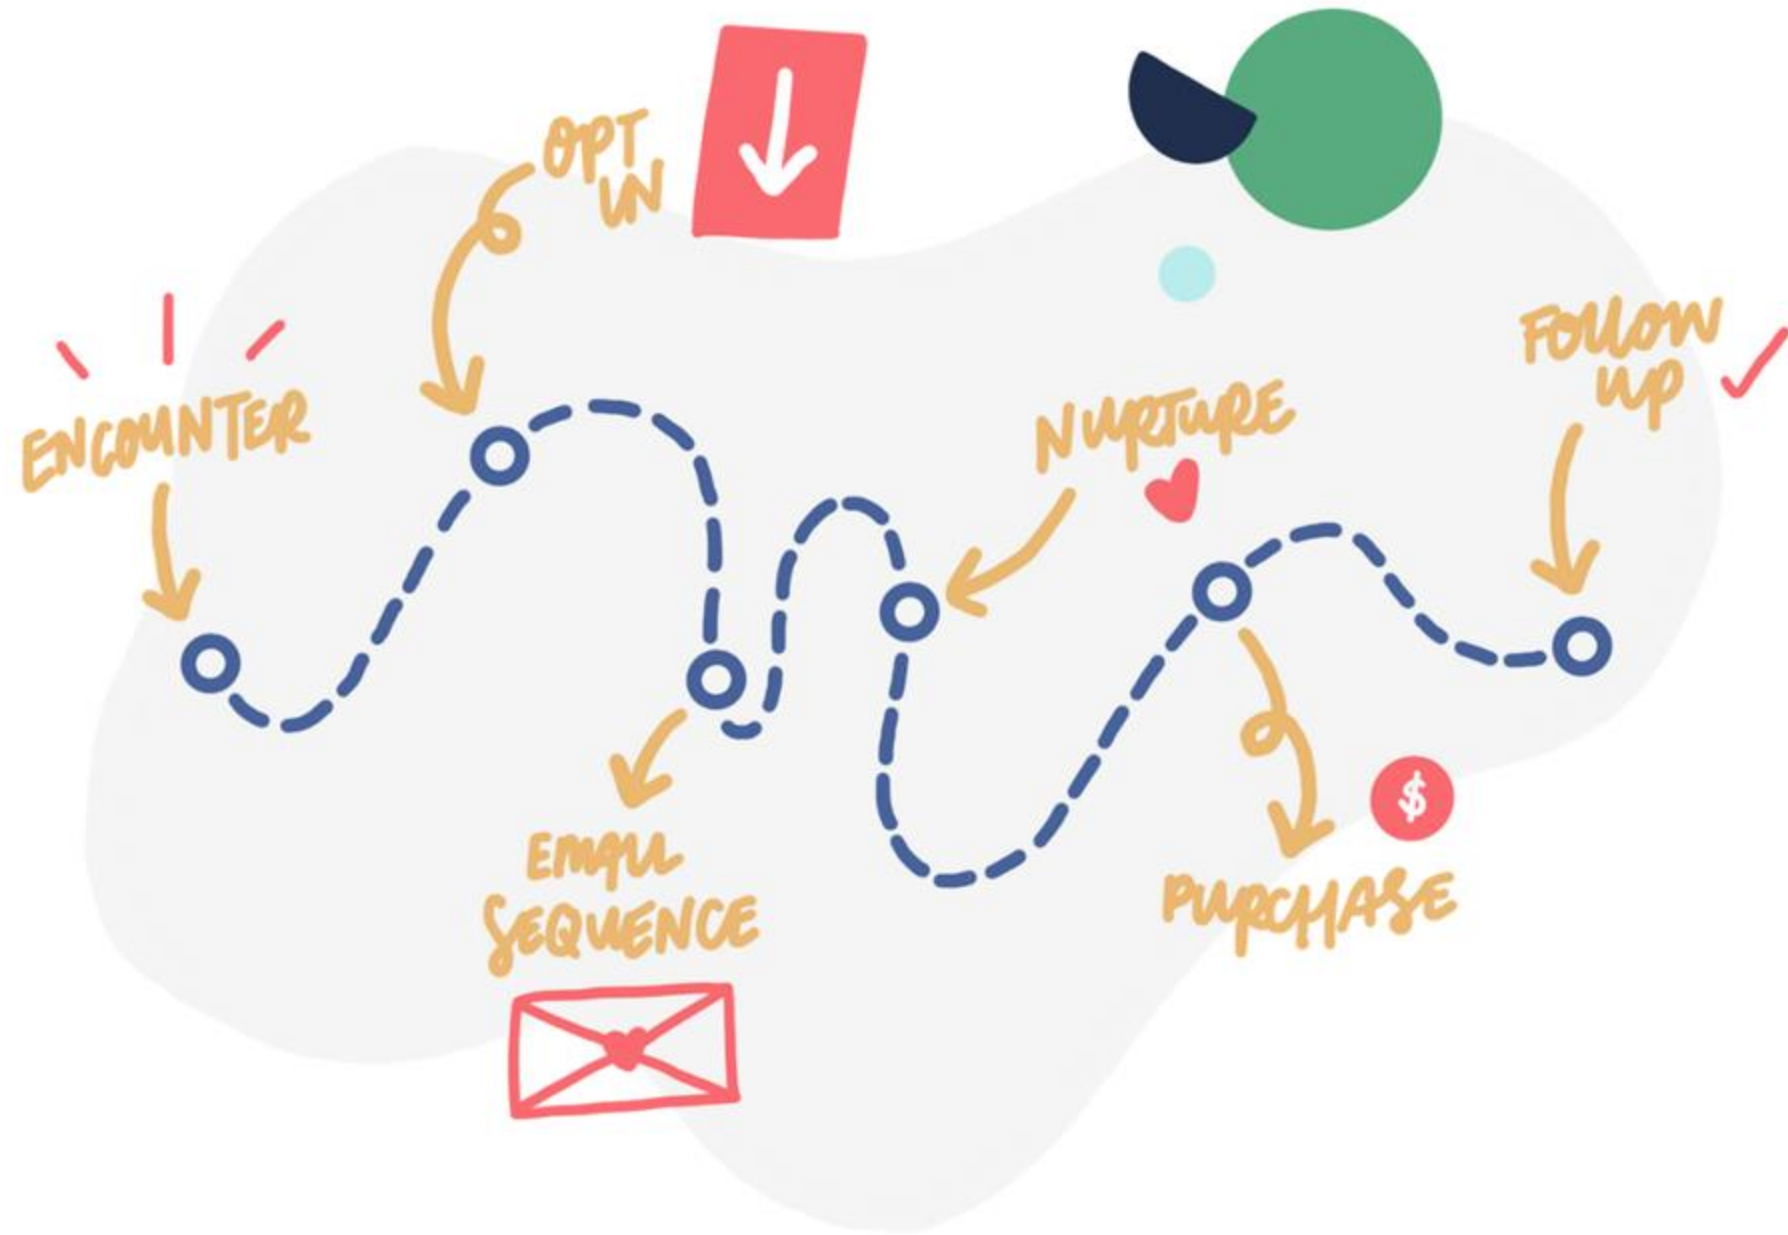 OPT
IN
ENCOUNTER
FOLLOW
UP
NURTURE
$
EMAIL
SEQUENCE
PURCHASE